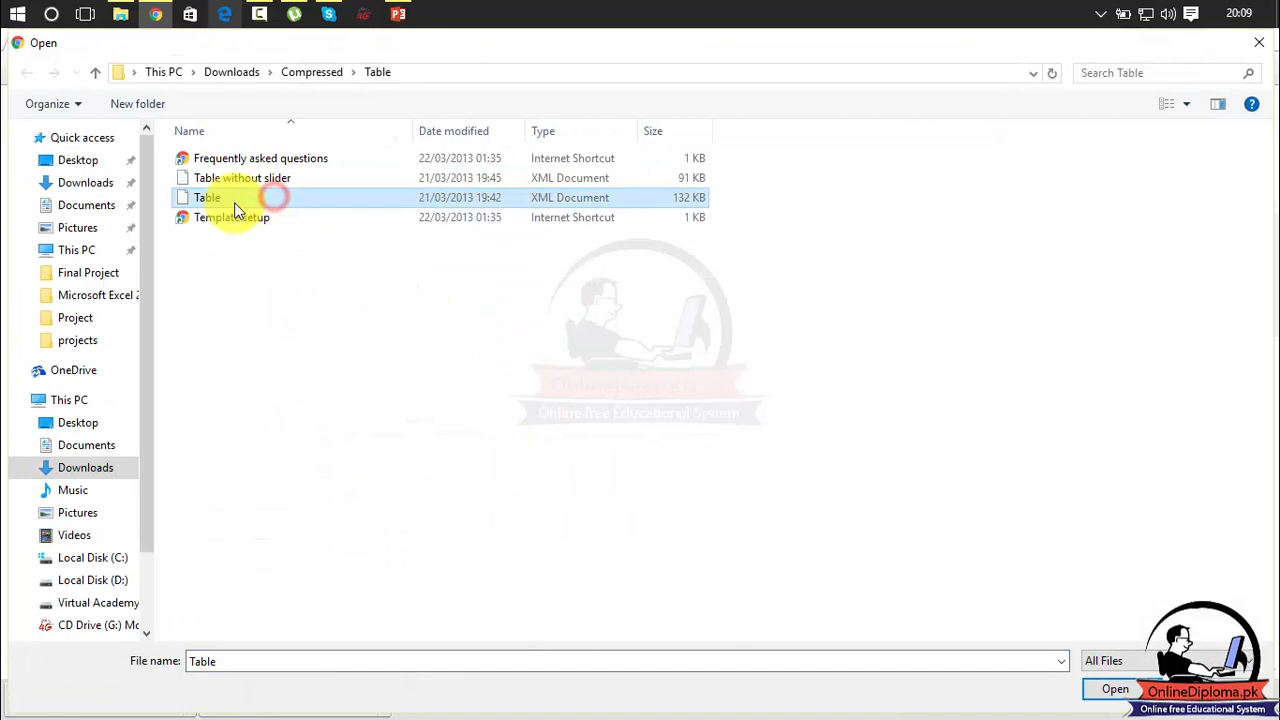 20:09
Open
This PC > Downloads > Compressed > Table
Search Table
Organize
New folder
Name
Date modified
Type
Size
Quick access
Desktop
Downloads
Documents
Pictures
This PC
Final Project
Microsoft Excel 2
Project
projects
OneDrive
This PC
Desktop
Documents
Downloads
Music
Pictures
Videos
Local Disk (C:)
Local Disk (D:)
Virtual Academy
CD Drive (G:) Mo
Frequently asked questions 22/03/2013 01:35 Internet Shortcut 1 KB
Table without slider 21/03/2013 19:45 XML Document 91 KB
Table 21/03/2013 19:42 XML Document 132 KB
Template setup 22/03/2013 01:35 Internet Shortcut 1 KB
OnlineDiploma.pk
Online free Educational System
File name: Table
All Files
Open
OnlineDiploma.pk
Online free Educational System